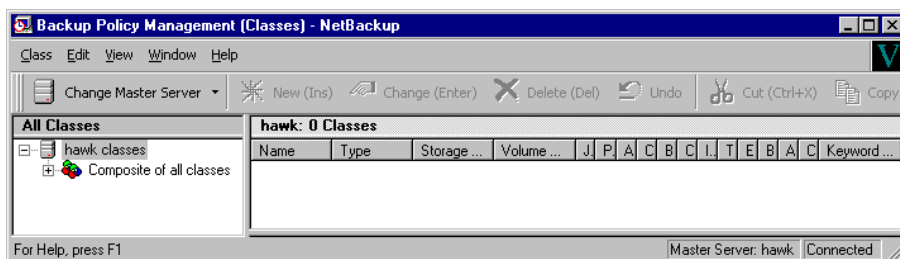 Backup Policy Management (Classes) - NetBackup
Class Edit View Window Help
V
Change Master Server New (Ins) Change (Enter) Delete (Del) Undo Cut (Ctrl+X) Copy
All Classes hawk: 0 Classes
hawk classes Name Type Storage ... Volume ... J. P. A C B C I.. T E B A C Keyword ...
Composite of all classes
For Help, press F1 Master Server: hawk Connected